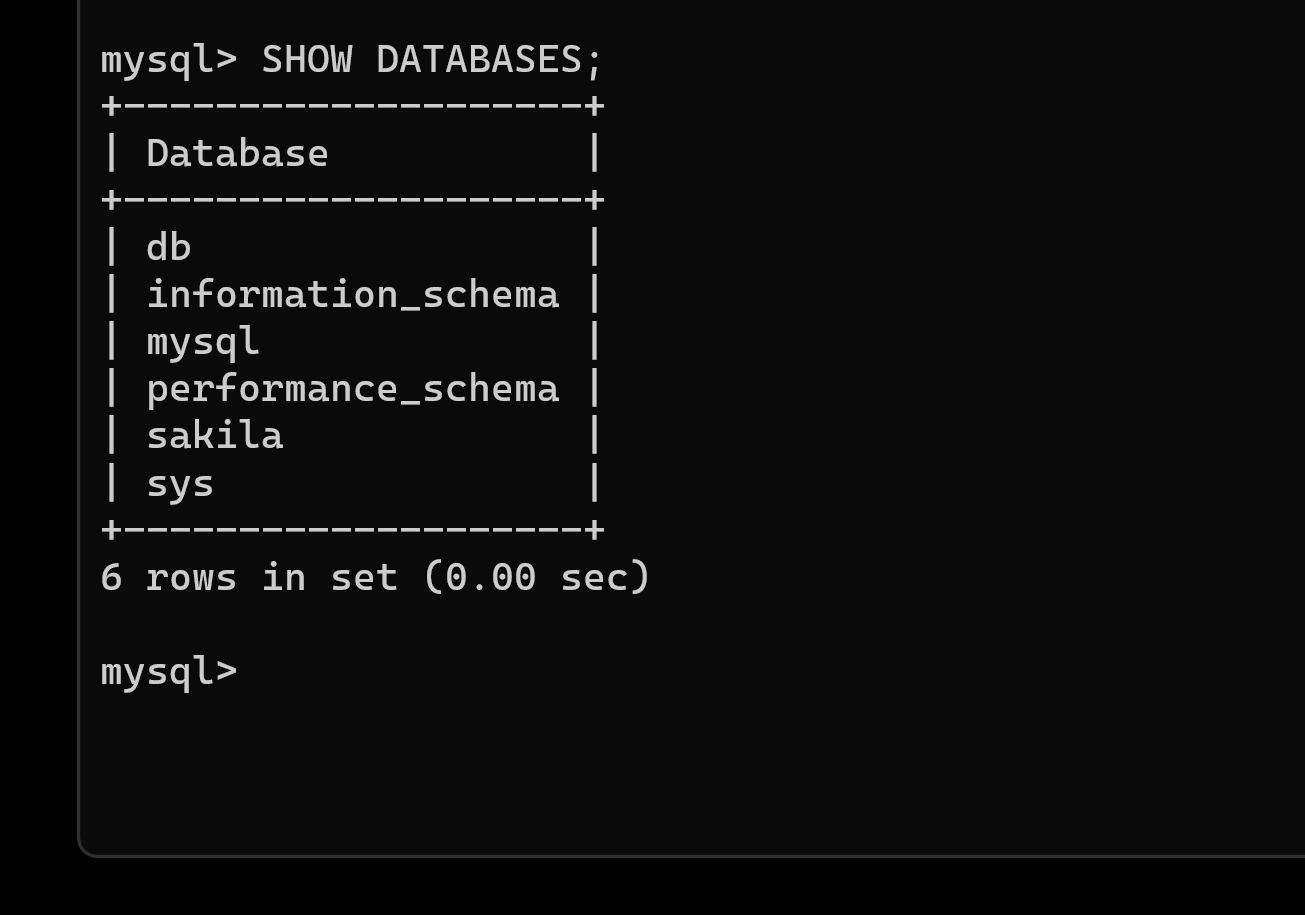 mysql> SHOW DATABASES;
+--------------------+
| Database           |
+--------------------+
| db                 |
| information_schema |
| mysql              |
| performance_schema |
| sakila             |
| sys                |
+--------------------+
6 rows in set (0.00 sec)
mysql>